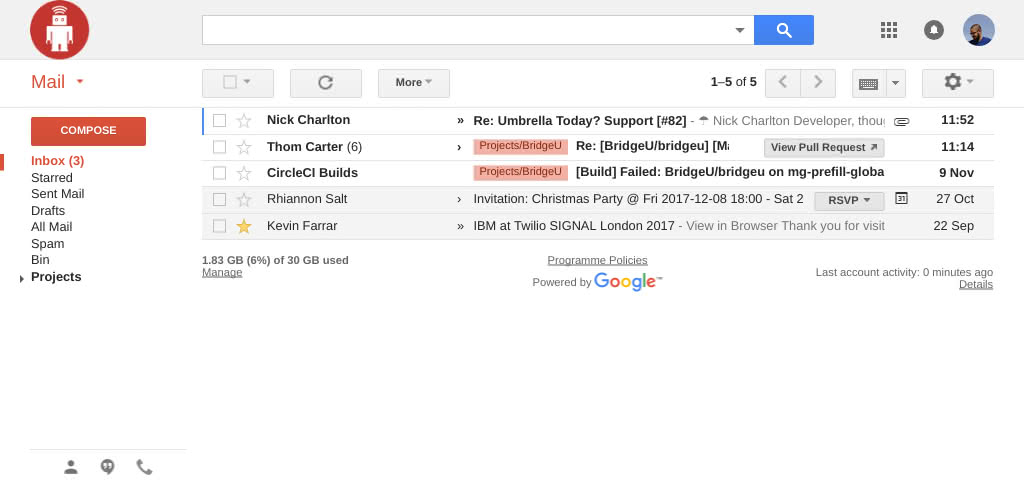 Mail
More
1–5 of 5
COMPOSE
Inbox (3)
Starred
Sent Mail
Drafts
All Mail
Spam
Bin
Projects
Nick Charlton » Re: Umbrella Today? Support [#82] - ☂ Nick Charlton Developer, thou 11:52
Thom Carter (6) › Projects/BridgeU Re: [BridgeU/bridgeu] [Ma View Pull Request 11:14
CircleCI Builds Projects/BridgeU [Build] Failed: BridgeU/bridgeu on mg-prefill-globa 9 Nov
Rhiannon Salt › Invitation: Christmas Party @ Fri 2017-12-08 18:00 - Sat 2 RSVP 31 27 Oct
Kevin Farrar » IBM at Twilio SIGNAL London 2017 - View in Browser Thank you for visit 22 Sep
1.83 GB (6%) of 30 GB used
Manage
Programme Policies
Powered by Google™
Last account activity: 0 minutes ago
Details